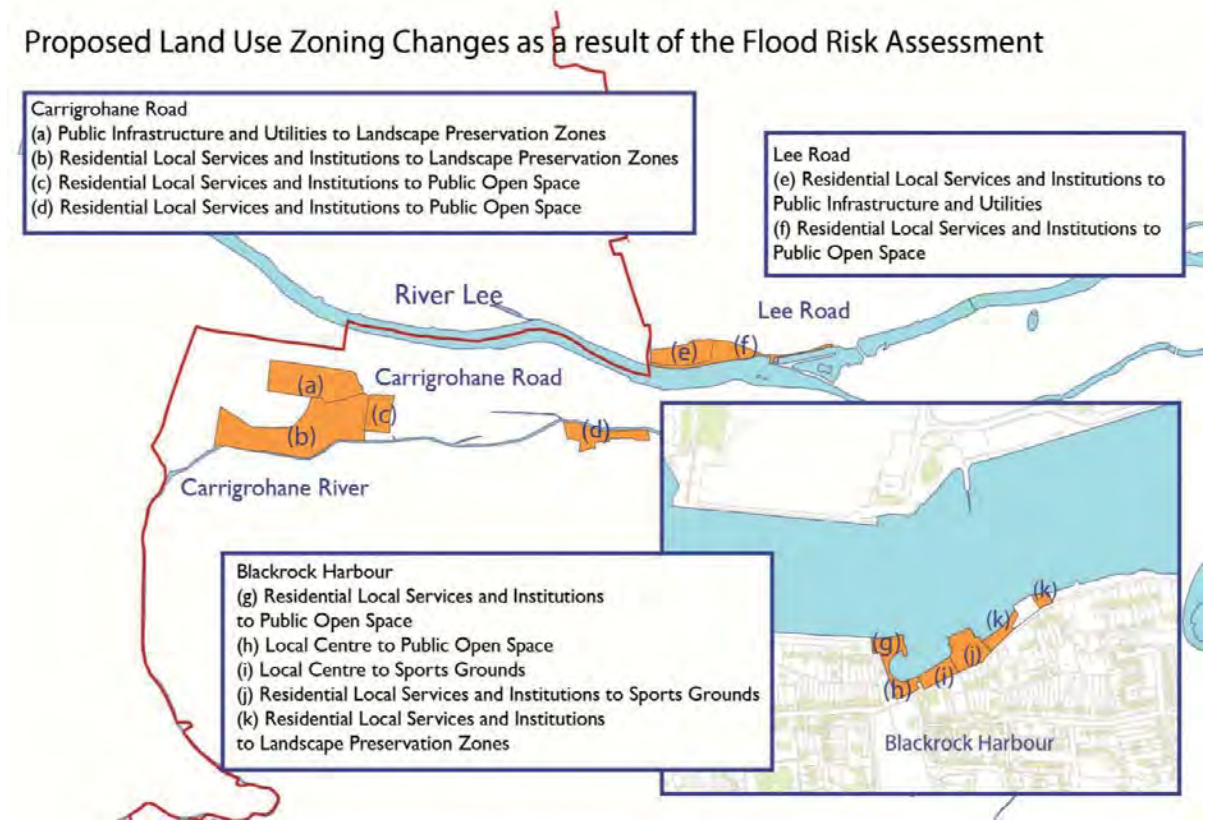 Proposed Land Use Zoning Changes as a result of the Flood Risk Assessment
Carrigrohane Road
(a) Public Infrastructure and Utilities to Landscape Preservation Zones
(b) Residential Local Services and Institutions to Landscape Preservation Zones
(c) Residential Local Services and Institutions to Public Open Space
(d) Residential Local Services and Institutions to Public Open Space
Lee Road
(e) Residential Local Services and Institutions to
Public Infrastructure and Utilities
(f) Residential Local Services and Institutions to
Public Open Space
River Lee
Lee Road
(e)
(f)
Carrigrohane Road
(a)
(c)
(b)
(d)
Carrigrohane River
Blackrock Harbour
(g) Residential Local Services and Institutions
to Public Open Space
(h) Local Centre to Public Open Space
(i) Local Centre to Sports Grounds
(j) Residential Local Services and Institutions to Sports Grounds
(k) Residential Local Services and Institutions
to Landscape Preservation Zones
(k)
(k)
(g)
(j)
(i)
(h)
Blackrock Harbour